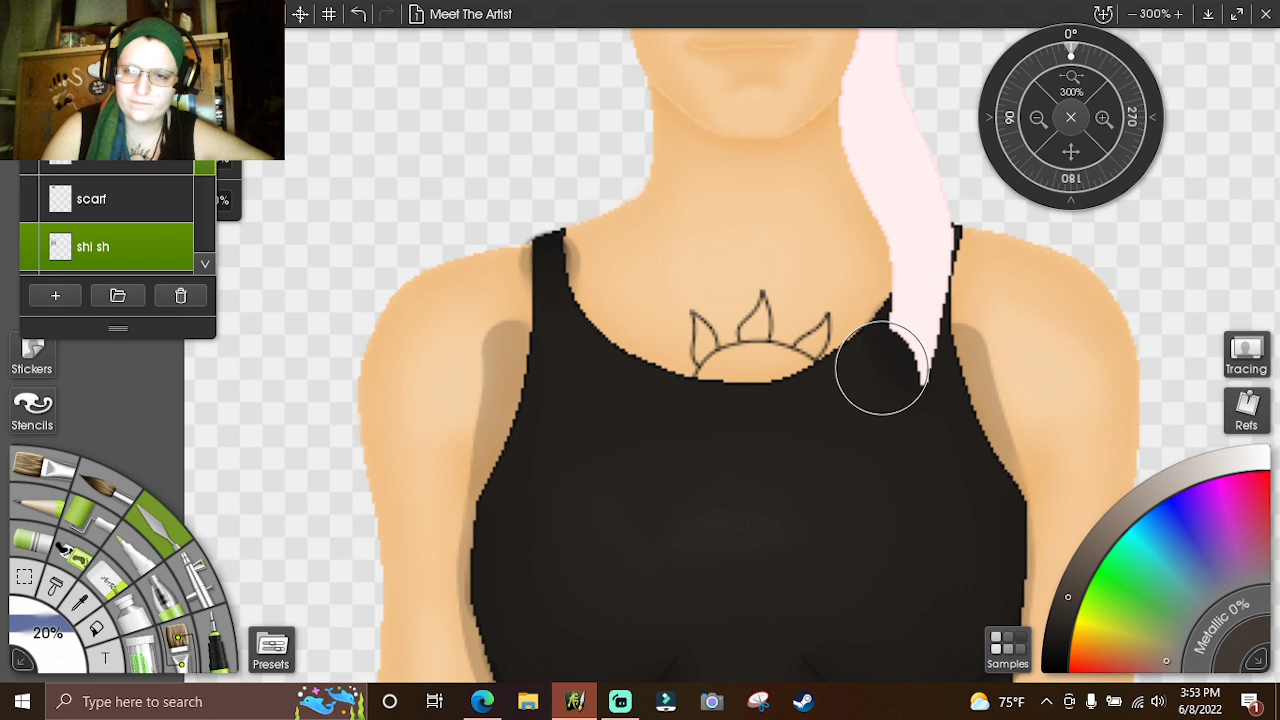 Meet The Artist
300%
0°
300%
90
270
180
%
scarf
shi sh
%
Stickers
Stencils
Tracing
Refs
20%
T
Presets
Samples
Metallic 0%
Type here to search
75°F
3:53 PM
6/8/2022
1